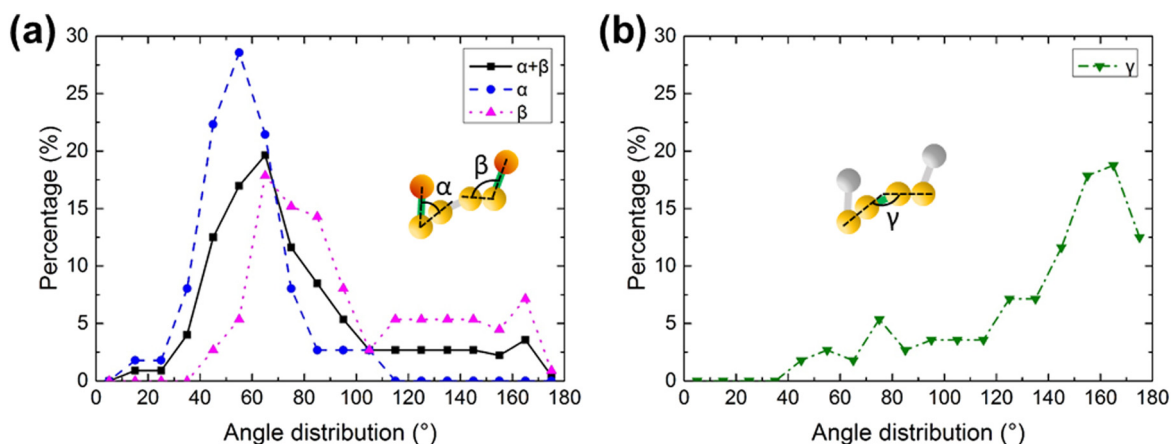 (a)
30
25
20
15
10
5
0
Percentage (%)
α+β
α
β
α
β
0 20 40 60 80 100 120 140 160 180
Angle distribution (°)
(b)
30
25
20
15
10
5
0
Percentage (%)
γ
γ
0 20 40 60 80 100 120 140 160 180
Angle distribution (°)